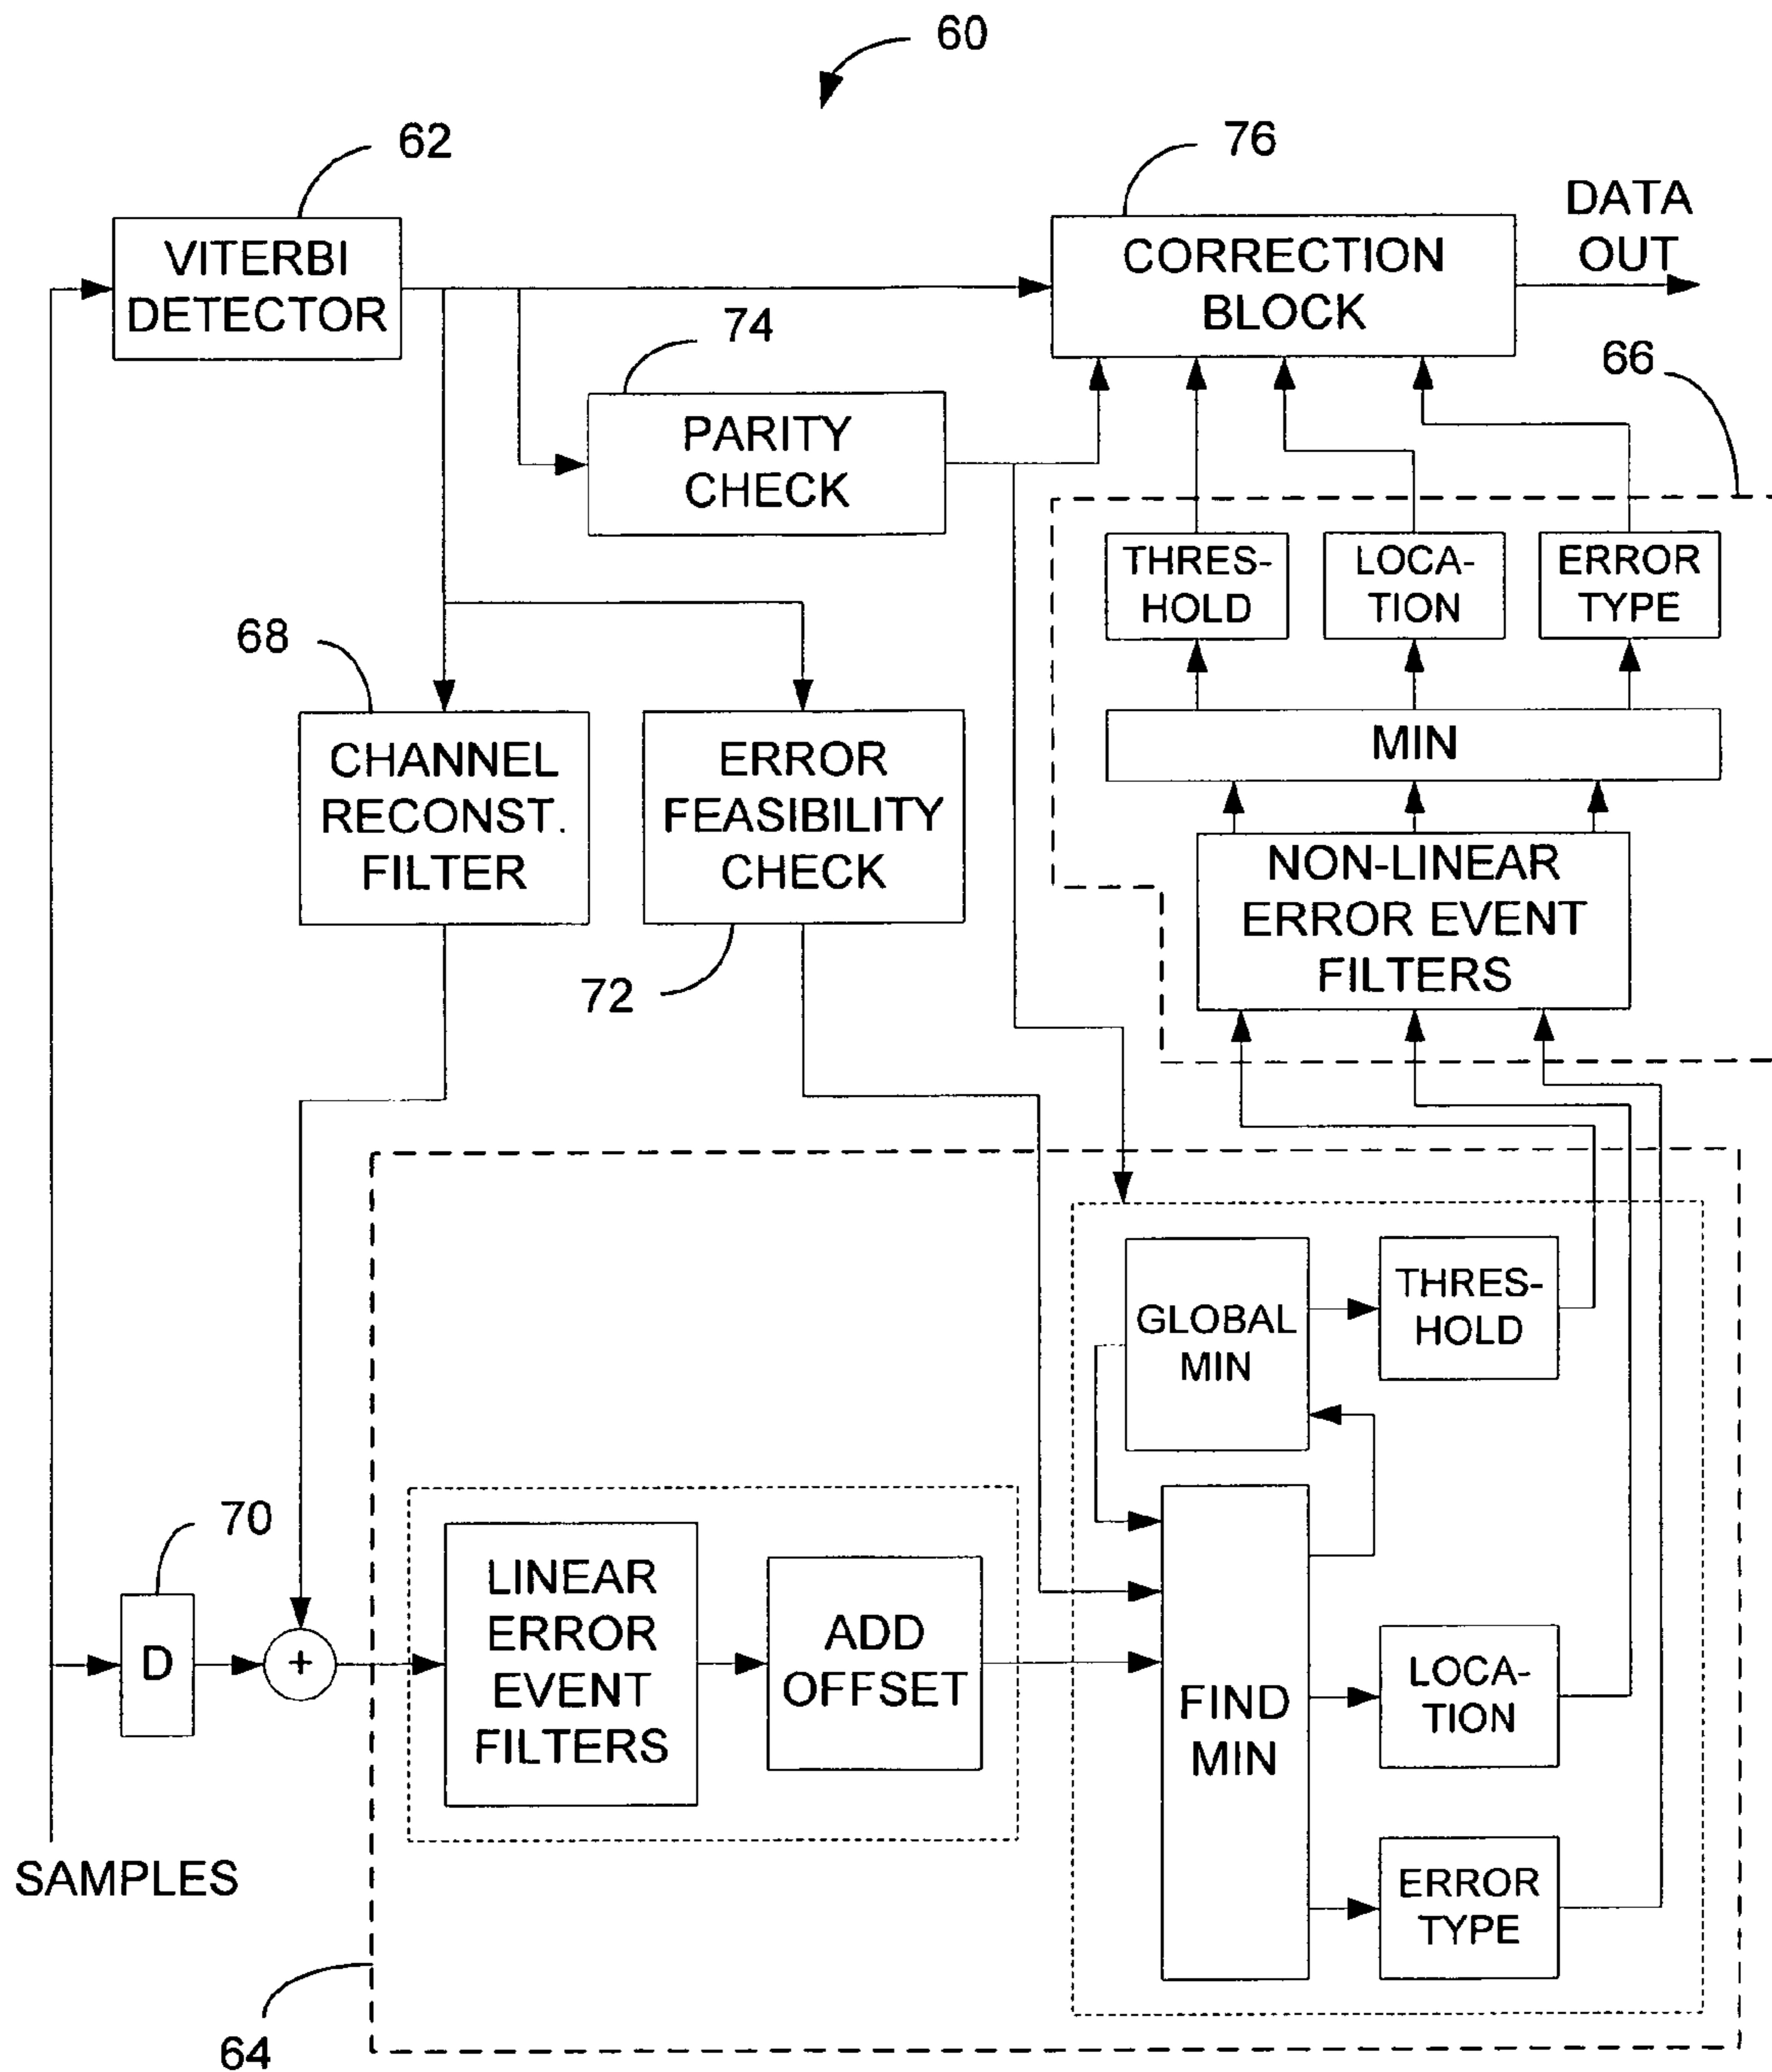 60
62
76
VITERBI
DETECTOR
CORRECTION
BLOCK
DATA
OUT
74
PARITY
CHECK
66
THRES-
HOLD
LOCA-
TION
ERROR
TYPE
68
CHANNEL
RECONST.
FILTER
ERROR
FEASIBILITY
CHECK
72
MIN
NON-LINEAR
ERROR EVENT
FILTERS
GLOBAL
MIN
THRES-
HOLD
70
D
+
LINEAR
ERROR
EVENT
FILTERS
ADD
OFFSET
FIND
MIN
LOCA-
TION
ERROR
TYPE
SAMPLES
64